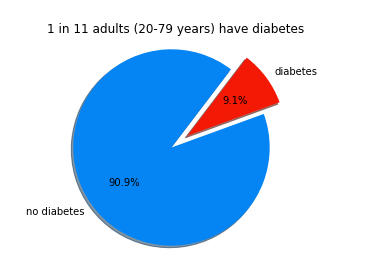 1 in 11 adults (20-79 years) have diabetes
diabetes
9.1%
90.9%
no diabetes